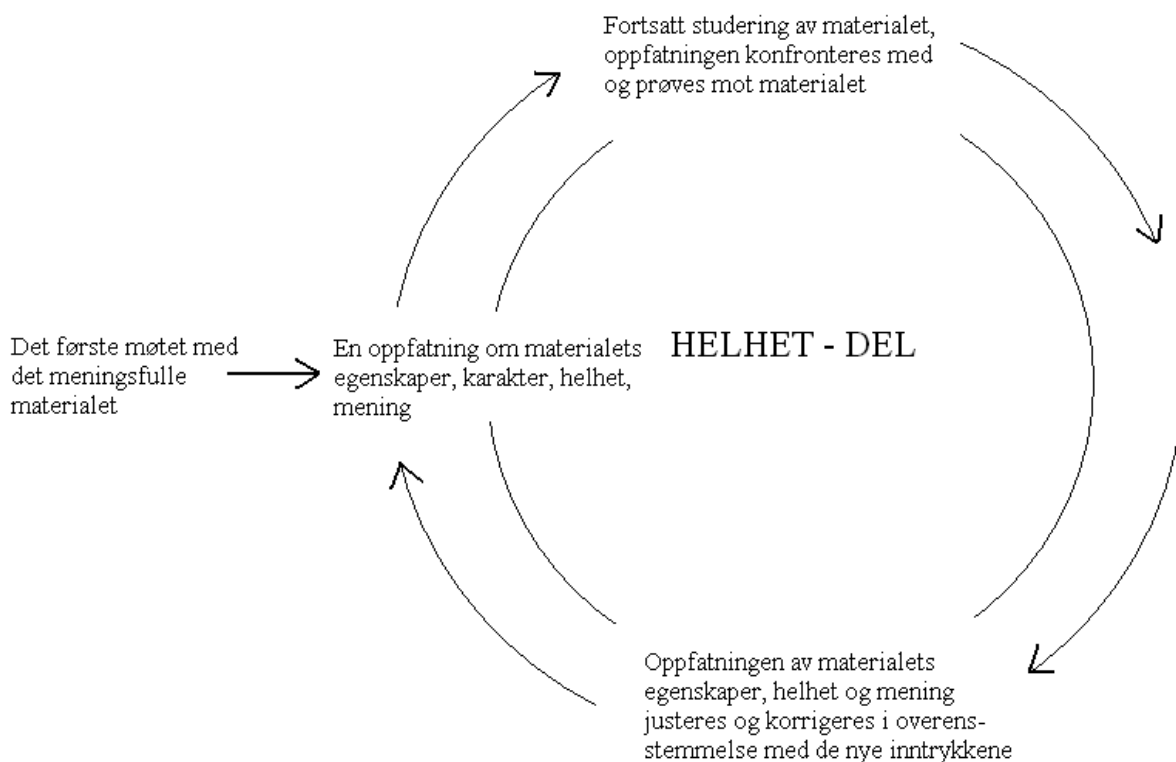 Fortsatt studering av materialet,
oppfatningen konfronteres med
og prøves mot materialet
Det første møtet med
det meningsfulle
materialet
En oppfatning om materialets
egenskaper, karakter, helhet,
mening
HELHET - DEL
Oppfatningen av materialets
egenskaper, helhet og mening
justeres og korrigeres i overens-
stemmelse med de nye inntrykkene